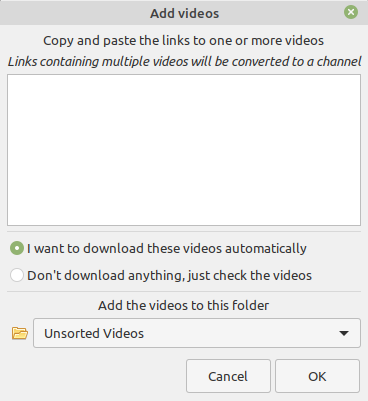 Add videos
Copy and paste the links to one or more videos
Links containing multiple videos will be converted to a channel
I want to download these videos automatically
Don't download anything, just check the videos
Add the videos to this folder
Unsorted Videos
Cancel
OK